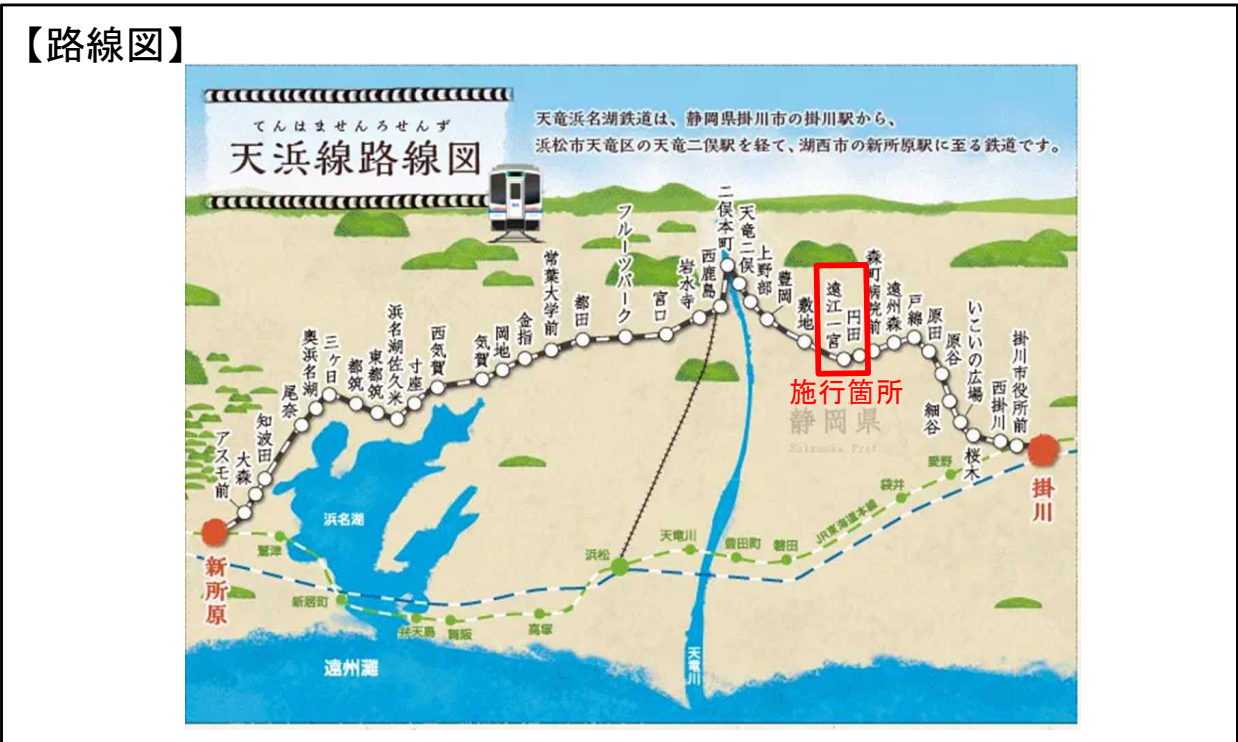 【路線図】
てんはませんろせんず
天浜線路線図
天竜浜名湖鉄道は、静岡県掛川市の掛川駅から、
浜松市天竜区の天竜二俣駅を経て、湖西市の新所原駅に至る鉄道です。
新所原
アスモ前
大森
知波田
尾奈
奥浜名湖
三ヶ日
都筑
東都筑
浜名湖佐久米
寸座
西気賀
気賀
岡地
金指
常葉大学前
都田
フルーツパーク
宮口
岩水寺
西鹿島
二俣本町
天竜二俣
上野部
豊岡
敷地
遠江一宮
円田
森町病院前
遠州森
戸綿
原田
原谷
細谷
いこいの広場
桜木
西掛川
掛川市役所前
掛川
施行箇所
静岡県
Shizuoka Pref.
浜名湖
鷲津
新居町
弁天島
舞阪
高塚
浜松
天竜川
豊田町
磐田
JR東海道本線
袋井
愛野
天竜川
遠州灘